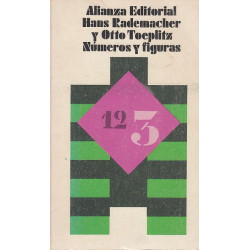 Alianza Editorial
Hans Rademacher
y Otto Toeplitz
Números y figuras
12
3